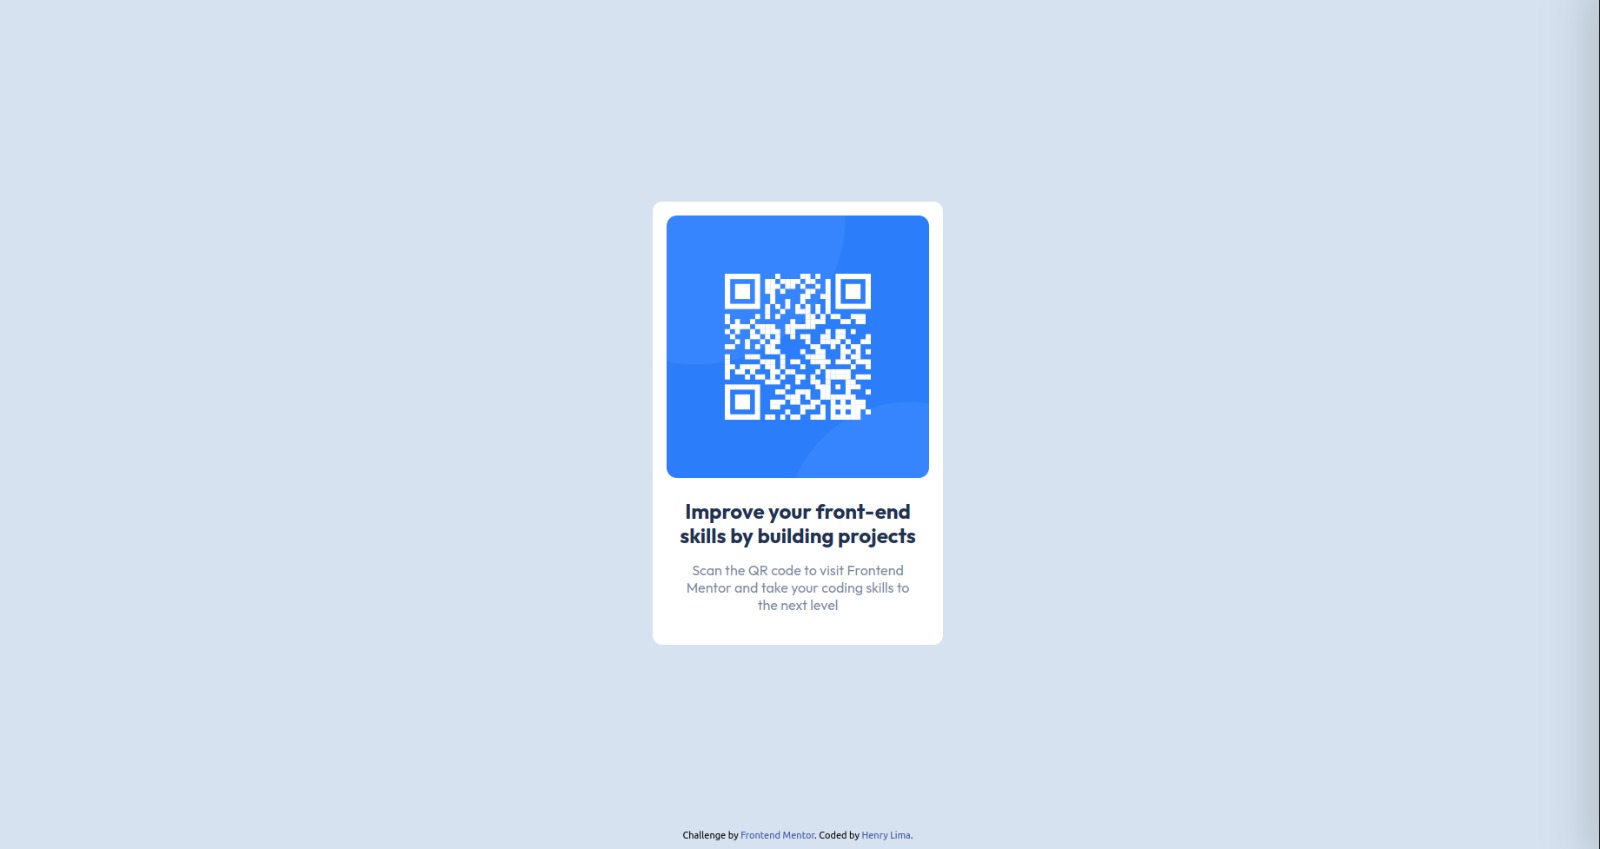 Improve your front-end
skills by building projects
Scan the QR code to visit Frontend
Mentor and take your coding skills to
the next level
Challenge by Frontend Mentor. Coded by Henry Lima.